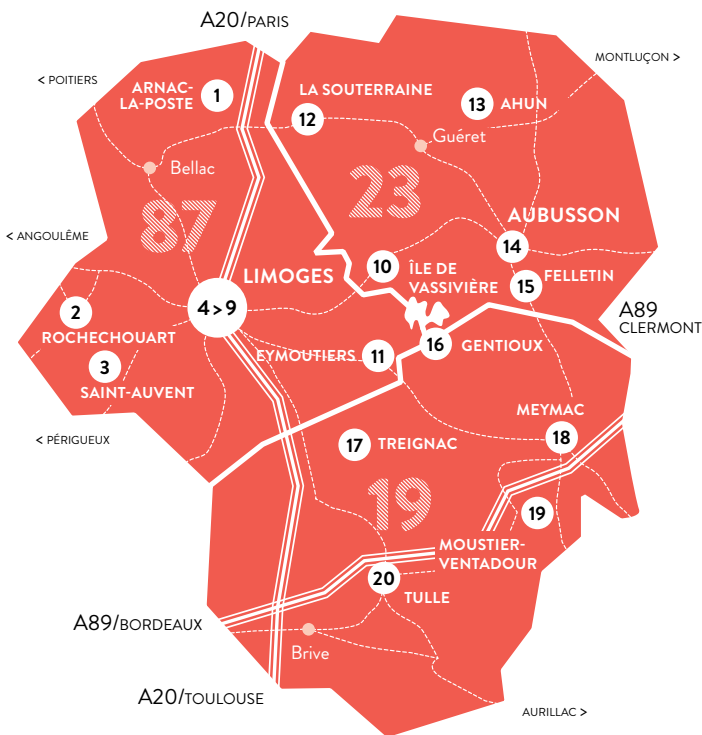 A20/PARIS
MONTLUÇON >
< POITIERS
ARNAC-
LA-POSTE
1
LA SOUTERRAINE
12
13
AHUN
Guéret
Bellac
23
87
AUBUSSON
14
< ANGOULÊME
10
ÎLE DE
VASSIVIÈRE
LIMOGES
15
FELLETIN
4>9
2
ROCHECHOUART
A89
CLERMONT
EYMOUTIERS
11
16
GENTIOUX
3
SAINT-AUVENT
MEYMAC
18
< PÉRIGUEUX
17
TREIGNAC
19
19
MOUSTIER-
VENTADOUR
20
TULLE
A89/BORDEAUX
Brive
A20/TOULOUSE
AURILLAC >